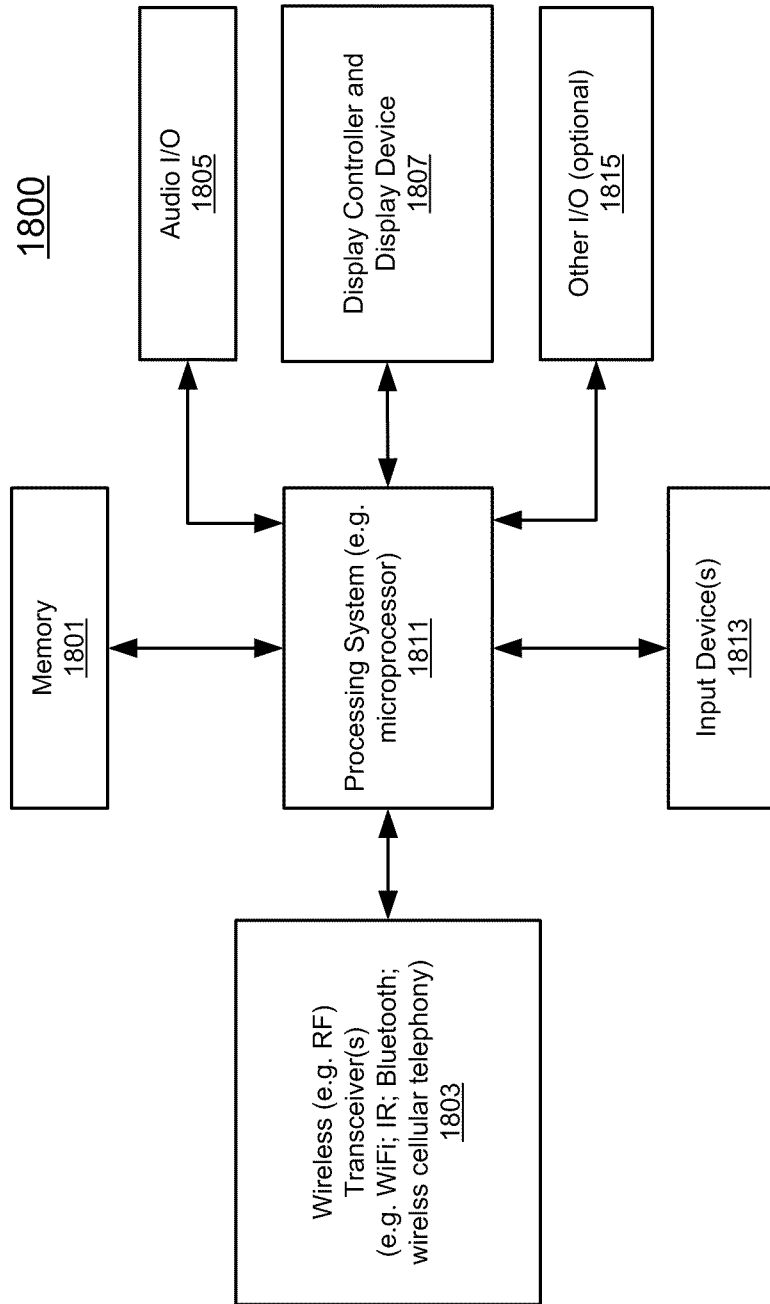 1800
Memory
1801
Audio I/O
1805
Wireless (e.g. RF)
Transceiver(s)
(e.g. WiFi; IR; Bluetooth;
wirelss cellular telephony)
1803
Processing System (e.g.
microprocessor)
1811
Display Controller and
Display Device
1807
Input Device(s)
1813
Other I/O (optional)
1815